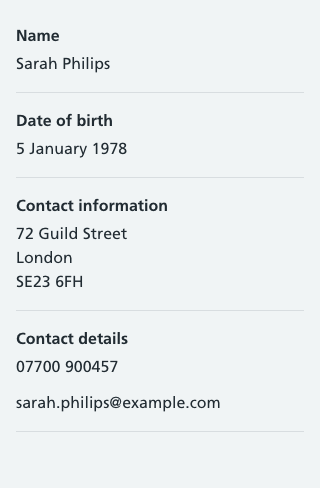 Name
Sarah Philips
Date of birth
5 January 1978
Contact information
72 Guild Street
London
SE23 6FH
Contact details
07700 900457
sarah.philips@example.com